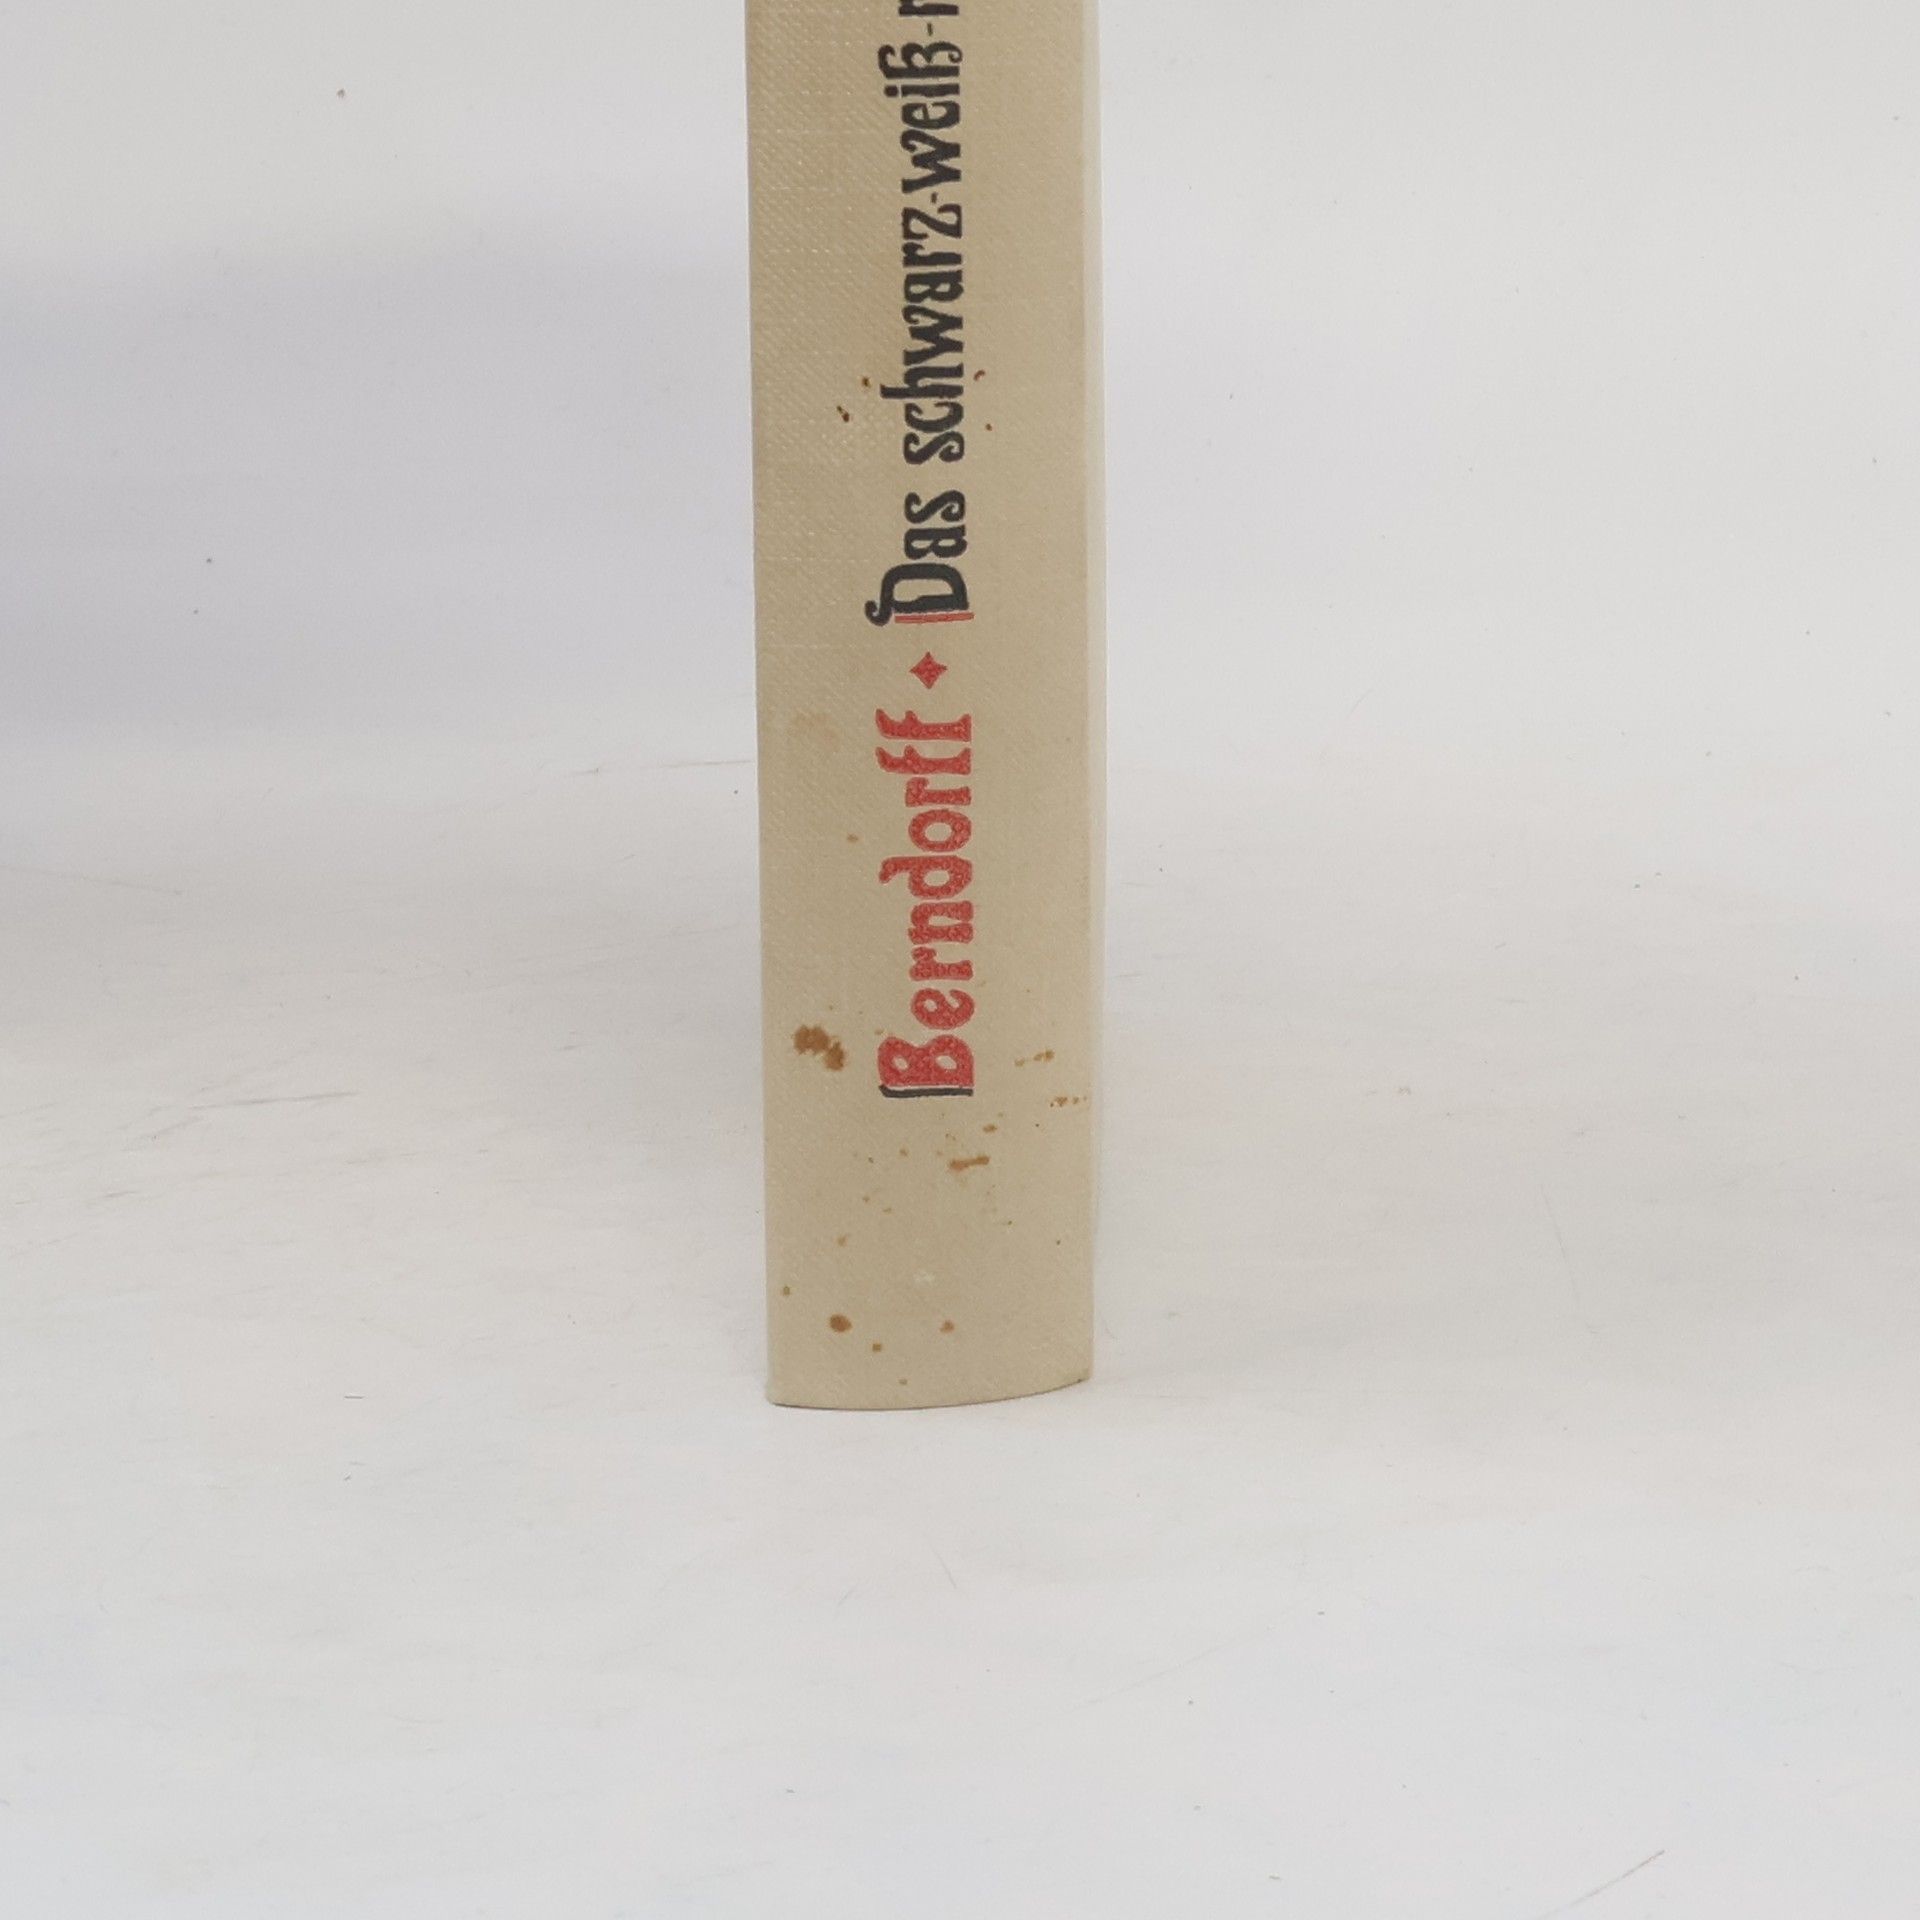 Berndorff ✦ Das schwarz-weiß-r